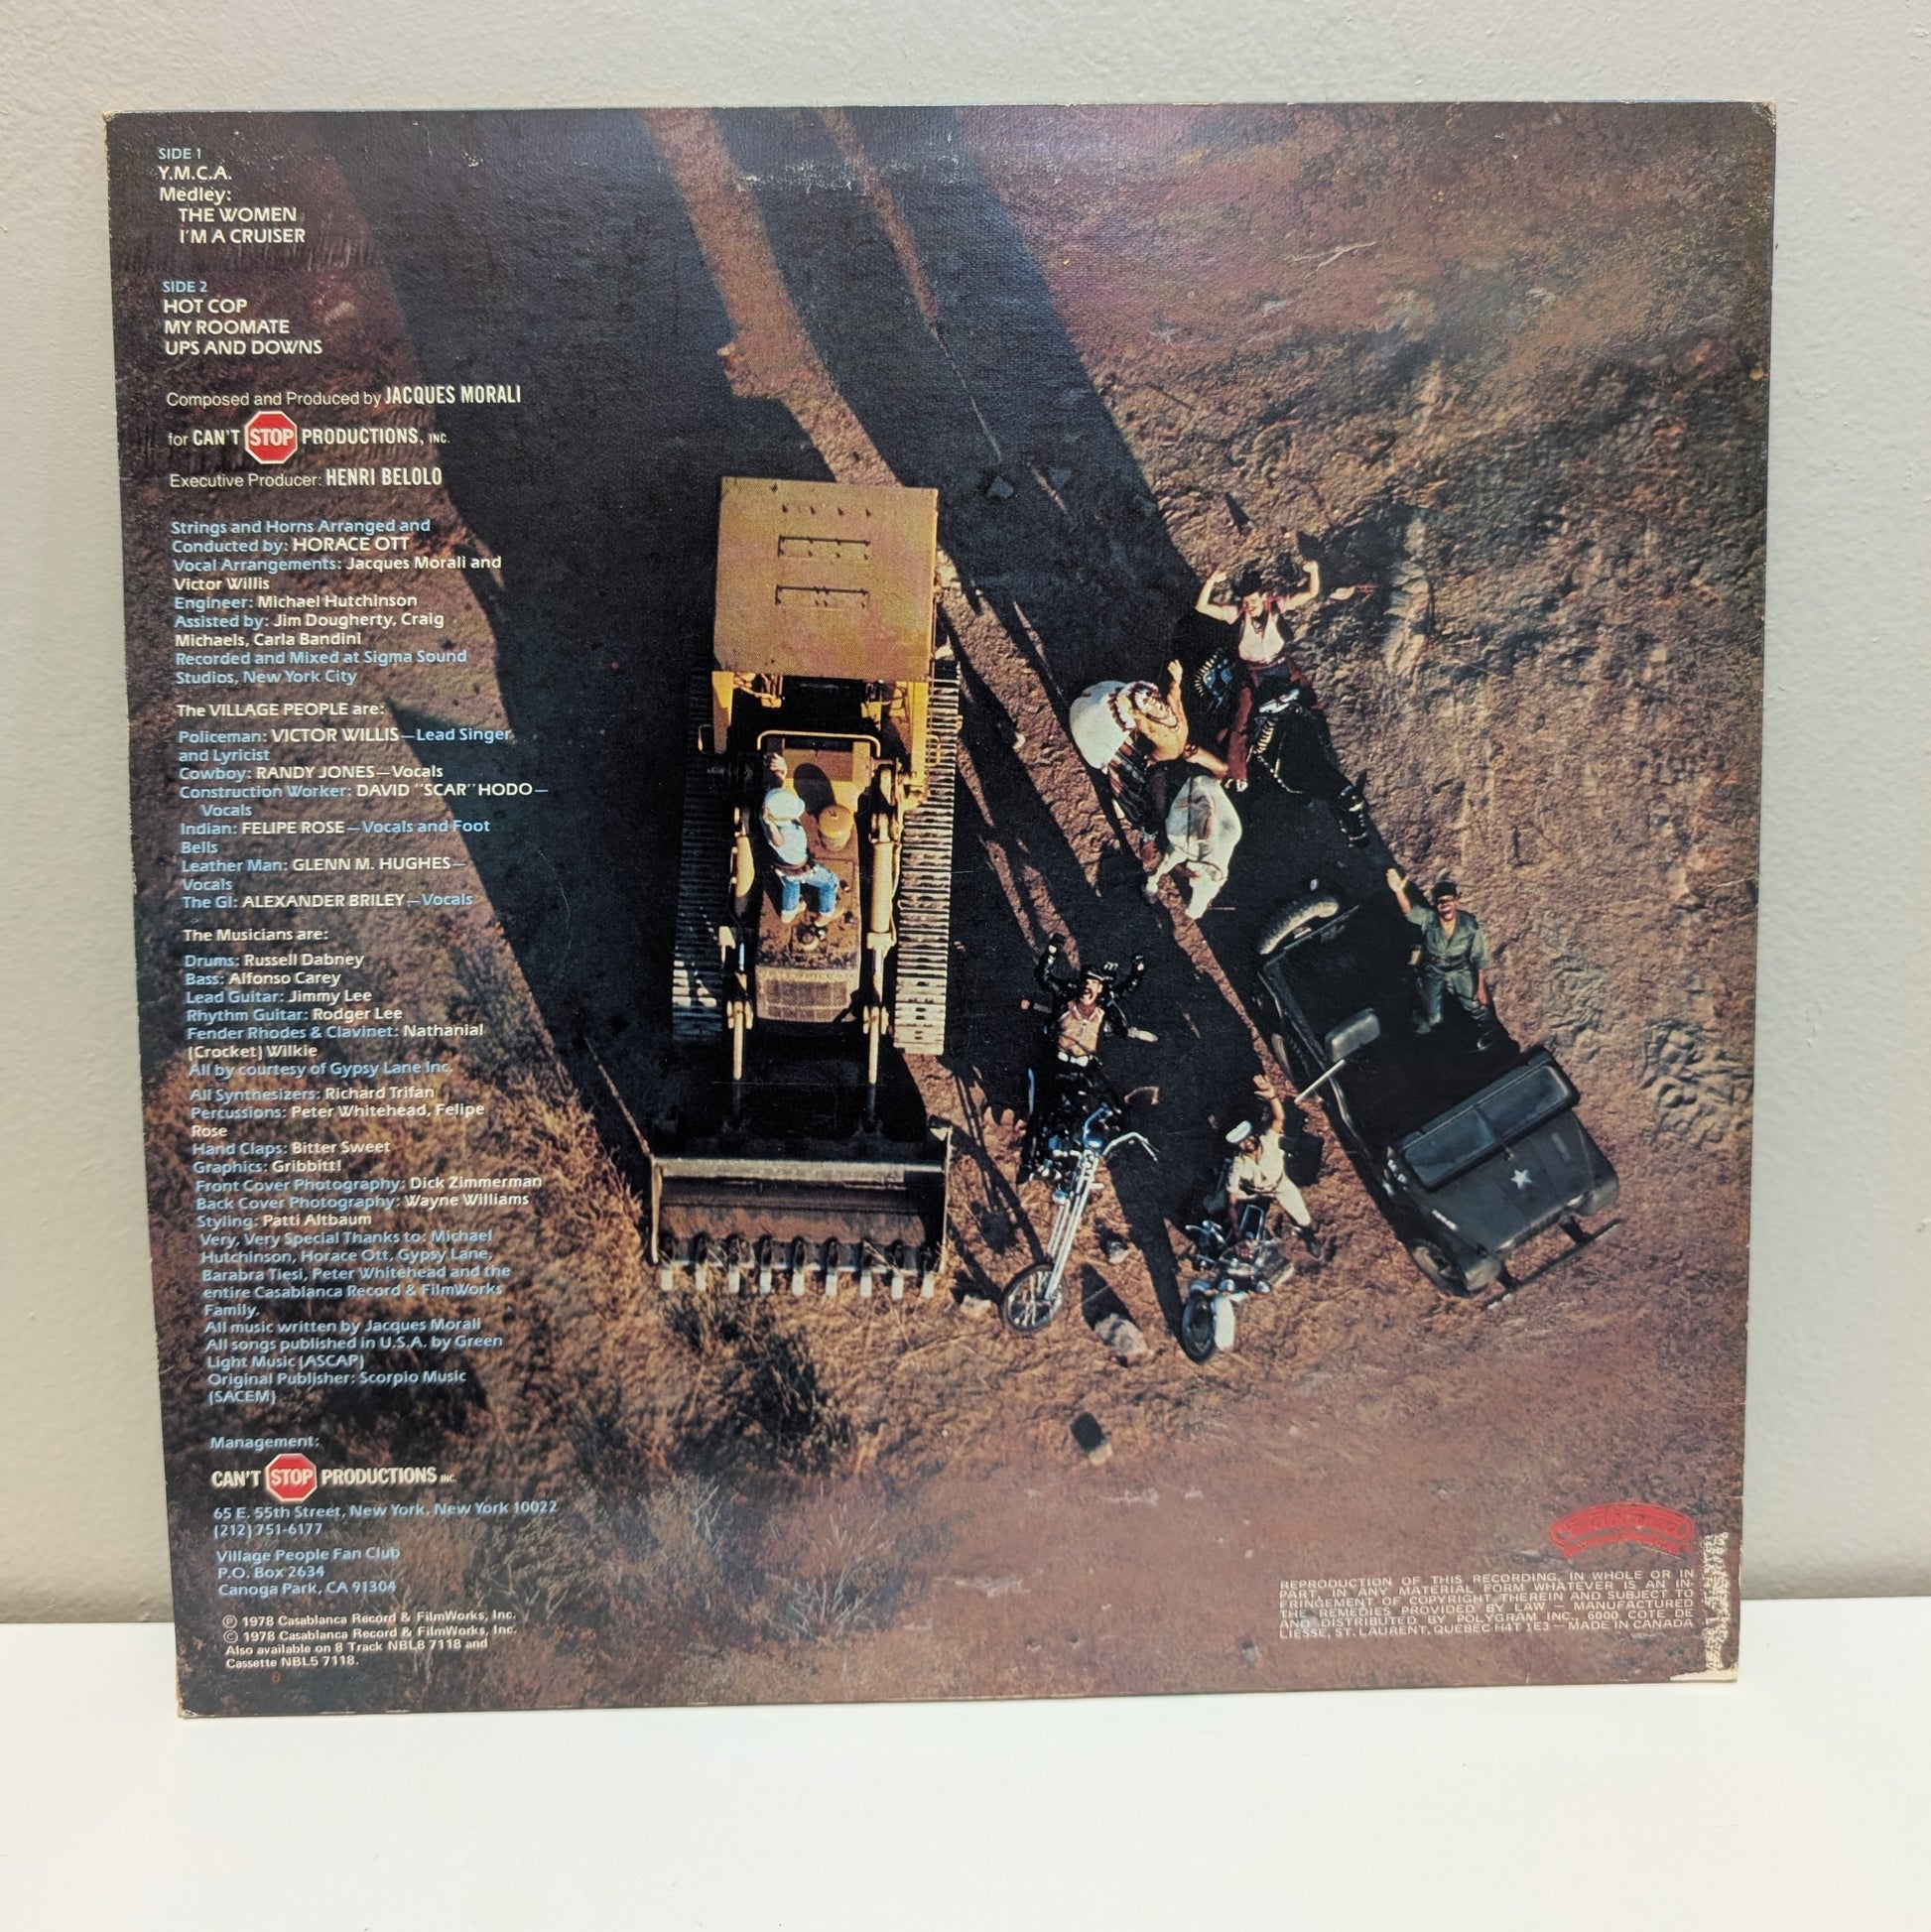 SIDE 1
Y.M.C.A.
Medley:
THE WOMEN
I'M A CRUISER
SIDE 2
HOT COP
MY ROOMATE
UPS AND DOWNS
Composed and Produced by JACQUES MORALI
for CAN'T STOP PRODUCTIONS, INC.
Executive Producer: HENRI BELOLO
Strings and Horns Arranged and
Conducted by: HORACE OTT
Vocal Arrangements: Jacques Morali and
Victor Willis
Engineer: Michael Hutchinson
Assisted by: Jim Dougherty, Craig
Michaels, Carla Bandini
Recorded and Mixed at Sigma Sound
Studios, New York City
The VILLAGE PEOPLE are:
Policeman: VICTOR WILLIS—Lead Singer
and Lyricist
Cowboy: RANDY JONES—Vocals
Construction Worker: DAVID "SCAR" HODO—
Vocals
Indian: FELIPE ROSE—Vocals and Foot
Bells
Leather Man: GLENN M. HUGHES—
Vocals
The GI: ALEXANDER BRILEY—Vocals
The Musicians are:
Drums: Russell Dabney
Bass: Alfonso Carey
Lead Guitar: Jimmy Lee
Rhythm Guitar: Rodger Lee
Fender Rhodes & Clavinet: Nathanial
(Crocket) Wilkie
All by courtesy of Gypsy Lane Inc.
All Synthesizers: Richard Trifan
Percussions: Peter Whitehead, Felipe
Rose
Hand Claps: Bitter Sweet
Graphics: Gribbitt!
Front Cover Photography: Dick Zimmerman
Back Cover Photography: Wayne Williams
Styling: Patti Altbaum
Very, Very Special Thanks to: Michael
Hutchinson, Horace Ott, Gypsy Lane,
Barabra Tiesi, Peter Whitehead and the
entire Casablanca Record & FilmWorks
Family.
All music written by Jacques Morali
All songs published in U.S.A. by Green
Light Music (ASCAP)
Original Publisher: Scorpio Music
(SACEM)
Management:
CAN'T STOP PRODUCTIONS INC.
65 E. 55th Street, New York, New York 10022
(212) 751-6177
Village People Fan Club
P.O. Box 2634
Canoga Park, CA 91304
℗ 1978 Casablanca Record & FilmWorks, Inc.
© 1978 Casablanca Record & FilmWorks, Inc.
Also available on 8 Track NBL8 7118 and
Cassette NBL5 7118.
6
Casablanca
REPRODUCTION OF THIS RECORDING, IN WHOLE OR IN
PART, IN ANY MATERIAL FORM WHATEVER IS AN IN-
FRINGEMENT OF COPYRIGHT THEREIN AND SUBJECT TO
THE REMEDIES PROVIDED BY LAW — MANUFACTURED
AND DISTRIBUTED BY POLYGRAM INC., 6000 COTE DE
LIESSE, ST. LAURENT, QUEBEC H4T 1E3 — MADE IN CANADA